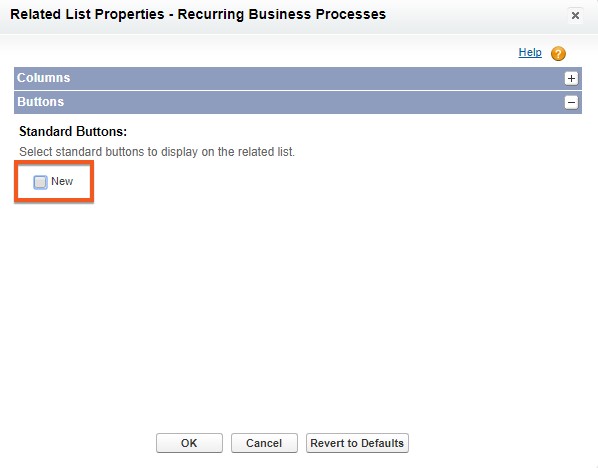 Related List Properties - Recurring Business Processes
Help ?
Columns
Buttons
Standard Buttons:
Select standard buttons to display on the related list.
New
OK Cancel Revert to Defaults